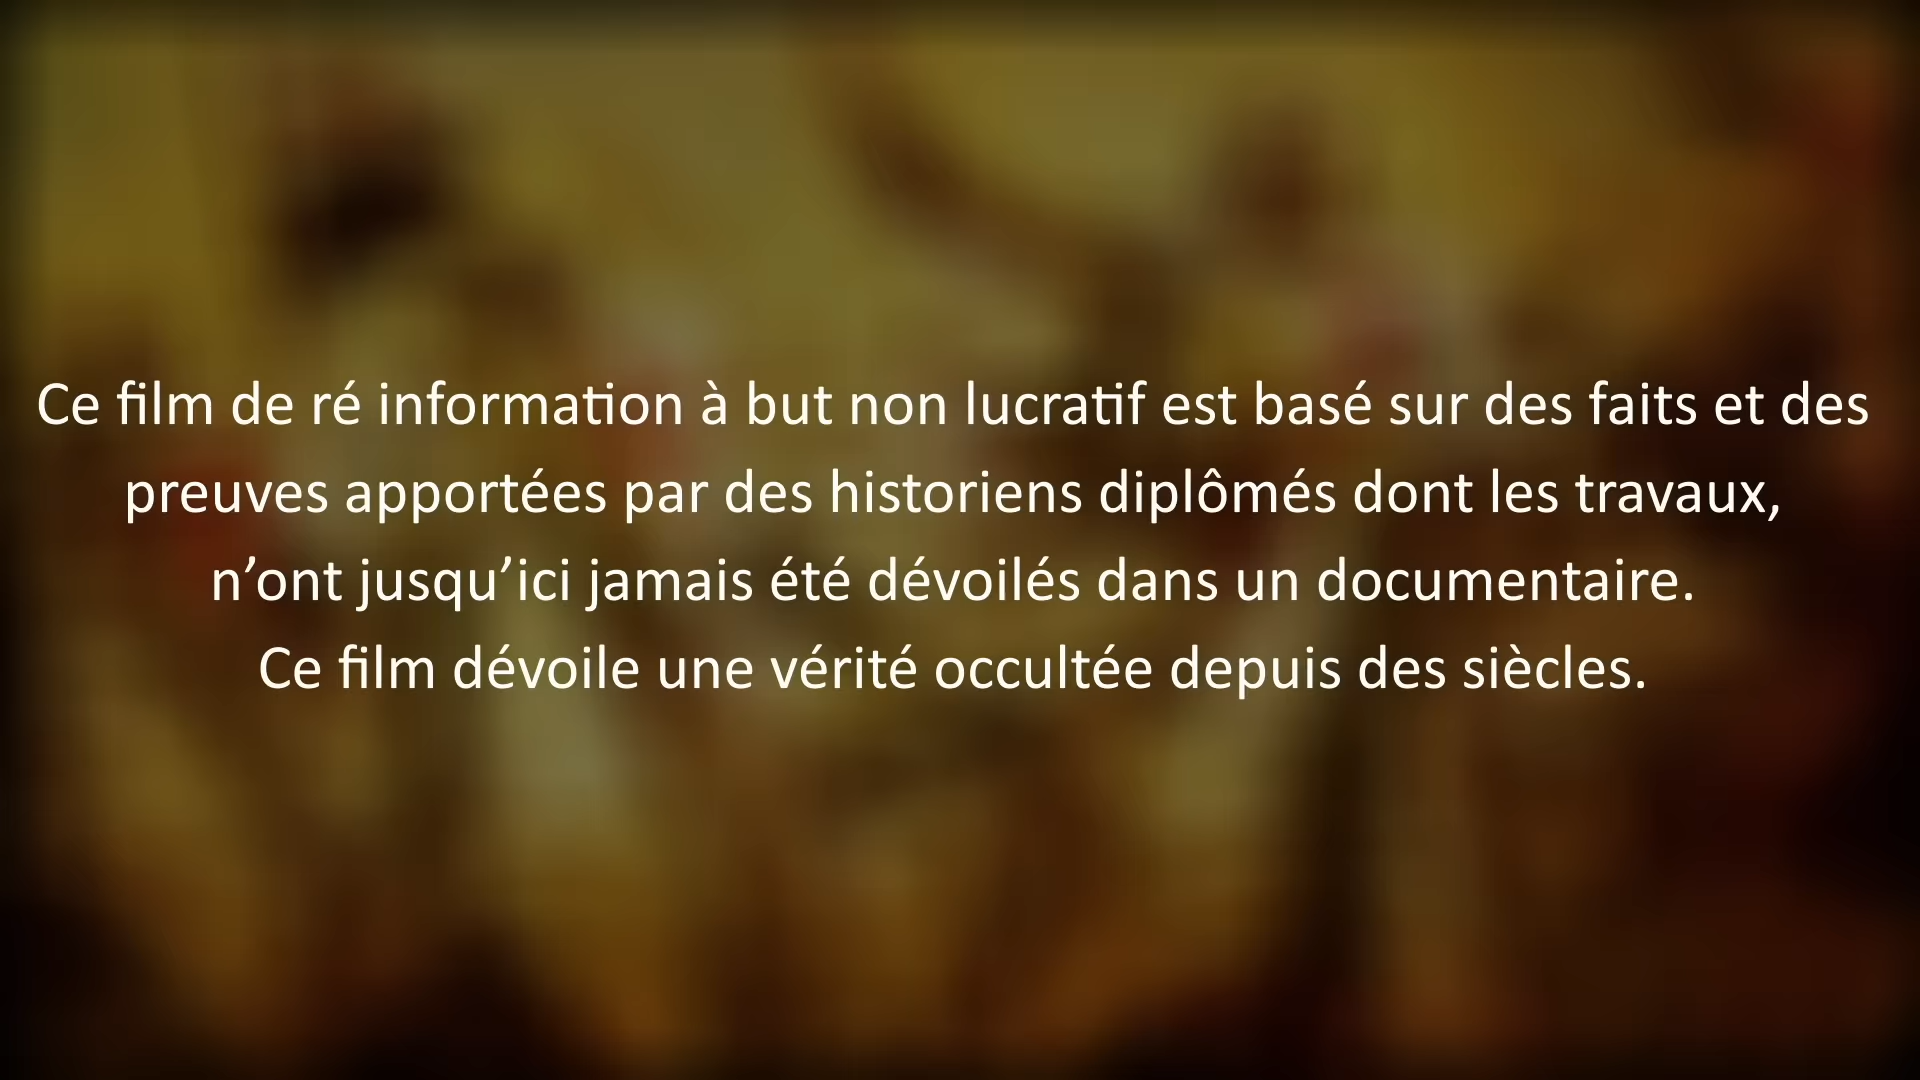 Ce film de ré information à but non lucratif est basé sur des faits et des
preuves apportées par des historiens diplômés dont les travaux,
n’ont jusqu’ici jamais été dévoilés dans un documentaire.
Ce film dévoile une vérité occultée depuis des siècles.